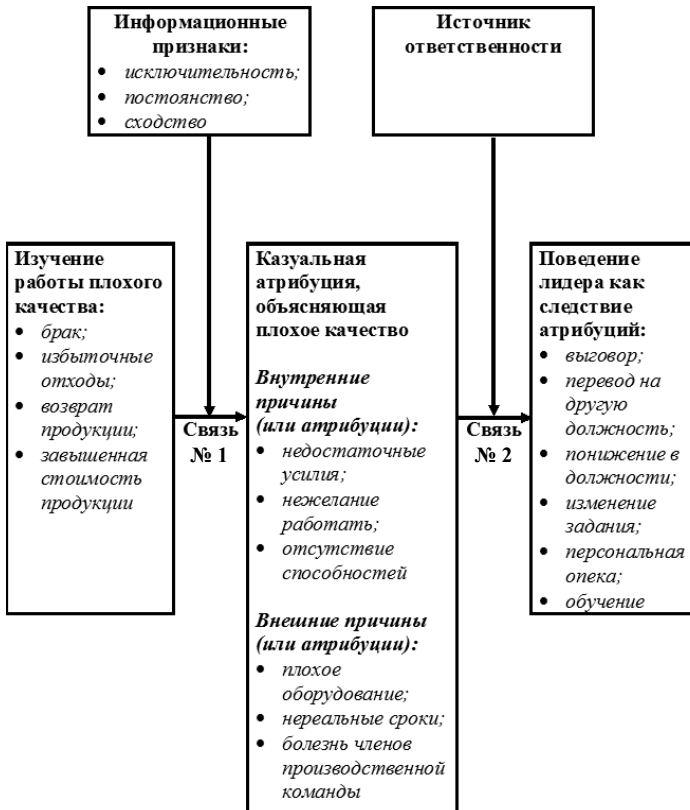 Информационные
признаки:
• исключительность;
• постоянство;
• сходство
Источник
ответственности
Изучение
работы плохого
качества:
• брак;
• избыточные
отходы;
• возврат
продукции;
• завышенная
стоимость
продукции
Связь
№ 1
Казуальная
атрибуция,
объясняющая
плохое качество
Внутренние
причины
(или атрибуции):
• недостаточные
усилия;
• нежелание
работать;
• отсутствие
способностей
Внешние причины
(или атрибуции):
• плохое
оборудование;
• нереальные сроки;
• болезнь членов
производственной
команды
Связь
№ 2
Поведение
лидера как
следствие
атрибуций:
• выговор;
• перевод на
другую
должность;
• понижение в
должности;
• изменение
задания;
• персональная
опека;
• обучение